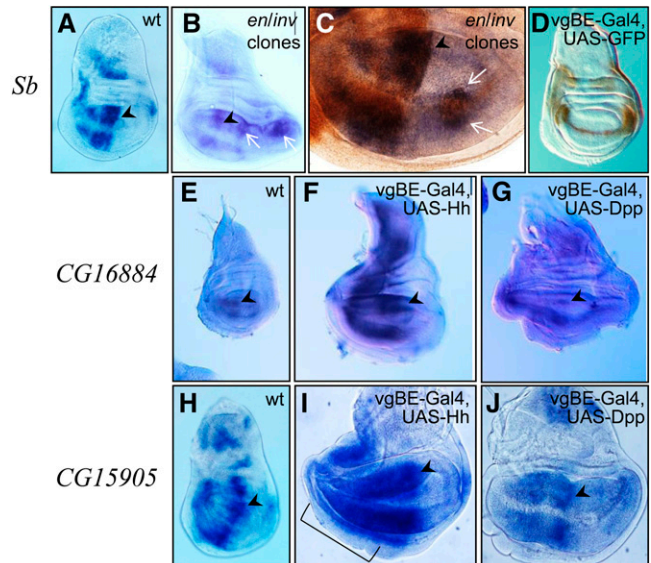 A wt
B en/inv clones
C en/inv clones
D vgBE-Gal4, UAS-GFP
Sb
E wt
F vgBE-Gal4, UAS-Hh
G vgBE-Gal4, UAS-Dpp
CG16884
H wt
I vgBE-Gal4, UAS-Hh
J vgBE-Gal4, UAS-Dpp
CG15905